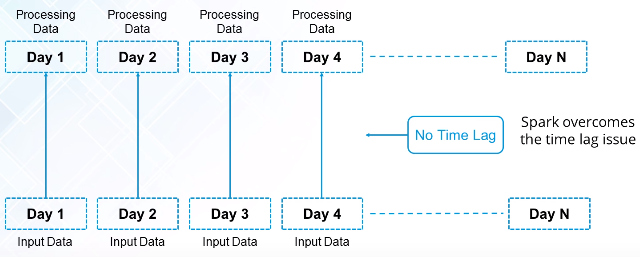 Processing Data
Processing Data
Processing Data
Processing Data
Day 1
Day 2
Day 3
Day 4
Day N
No Time Lag
Spark overcomes
the time lag issue
Day 1
Day 2
Day 3
Day 4
Day N
Input Data
Input Data
Input Data
Input Data